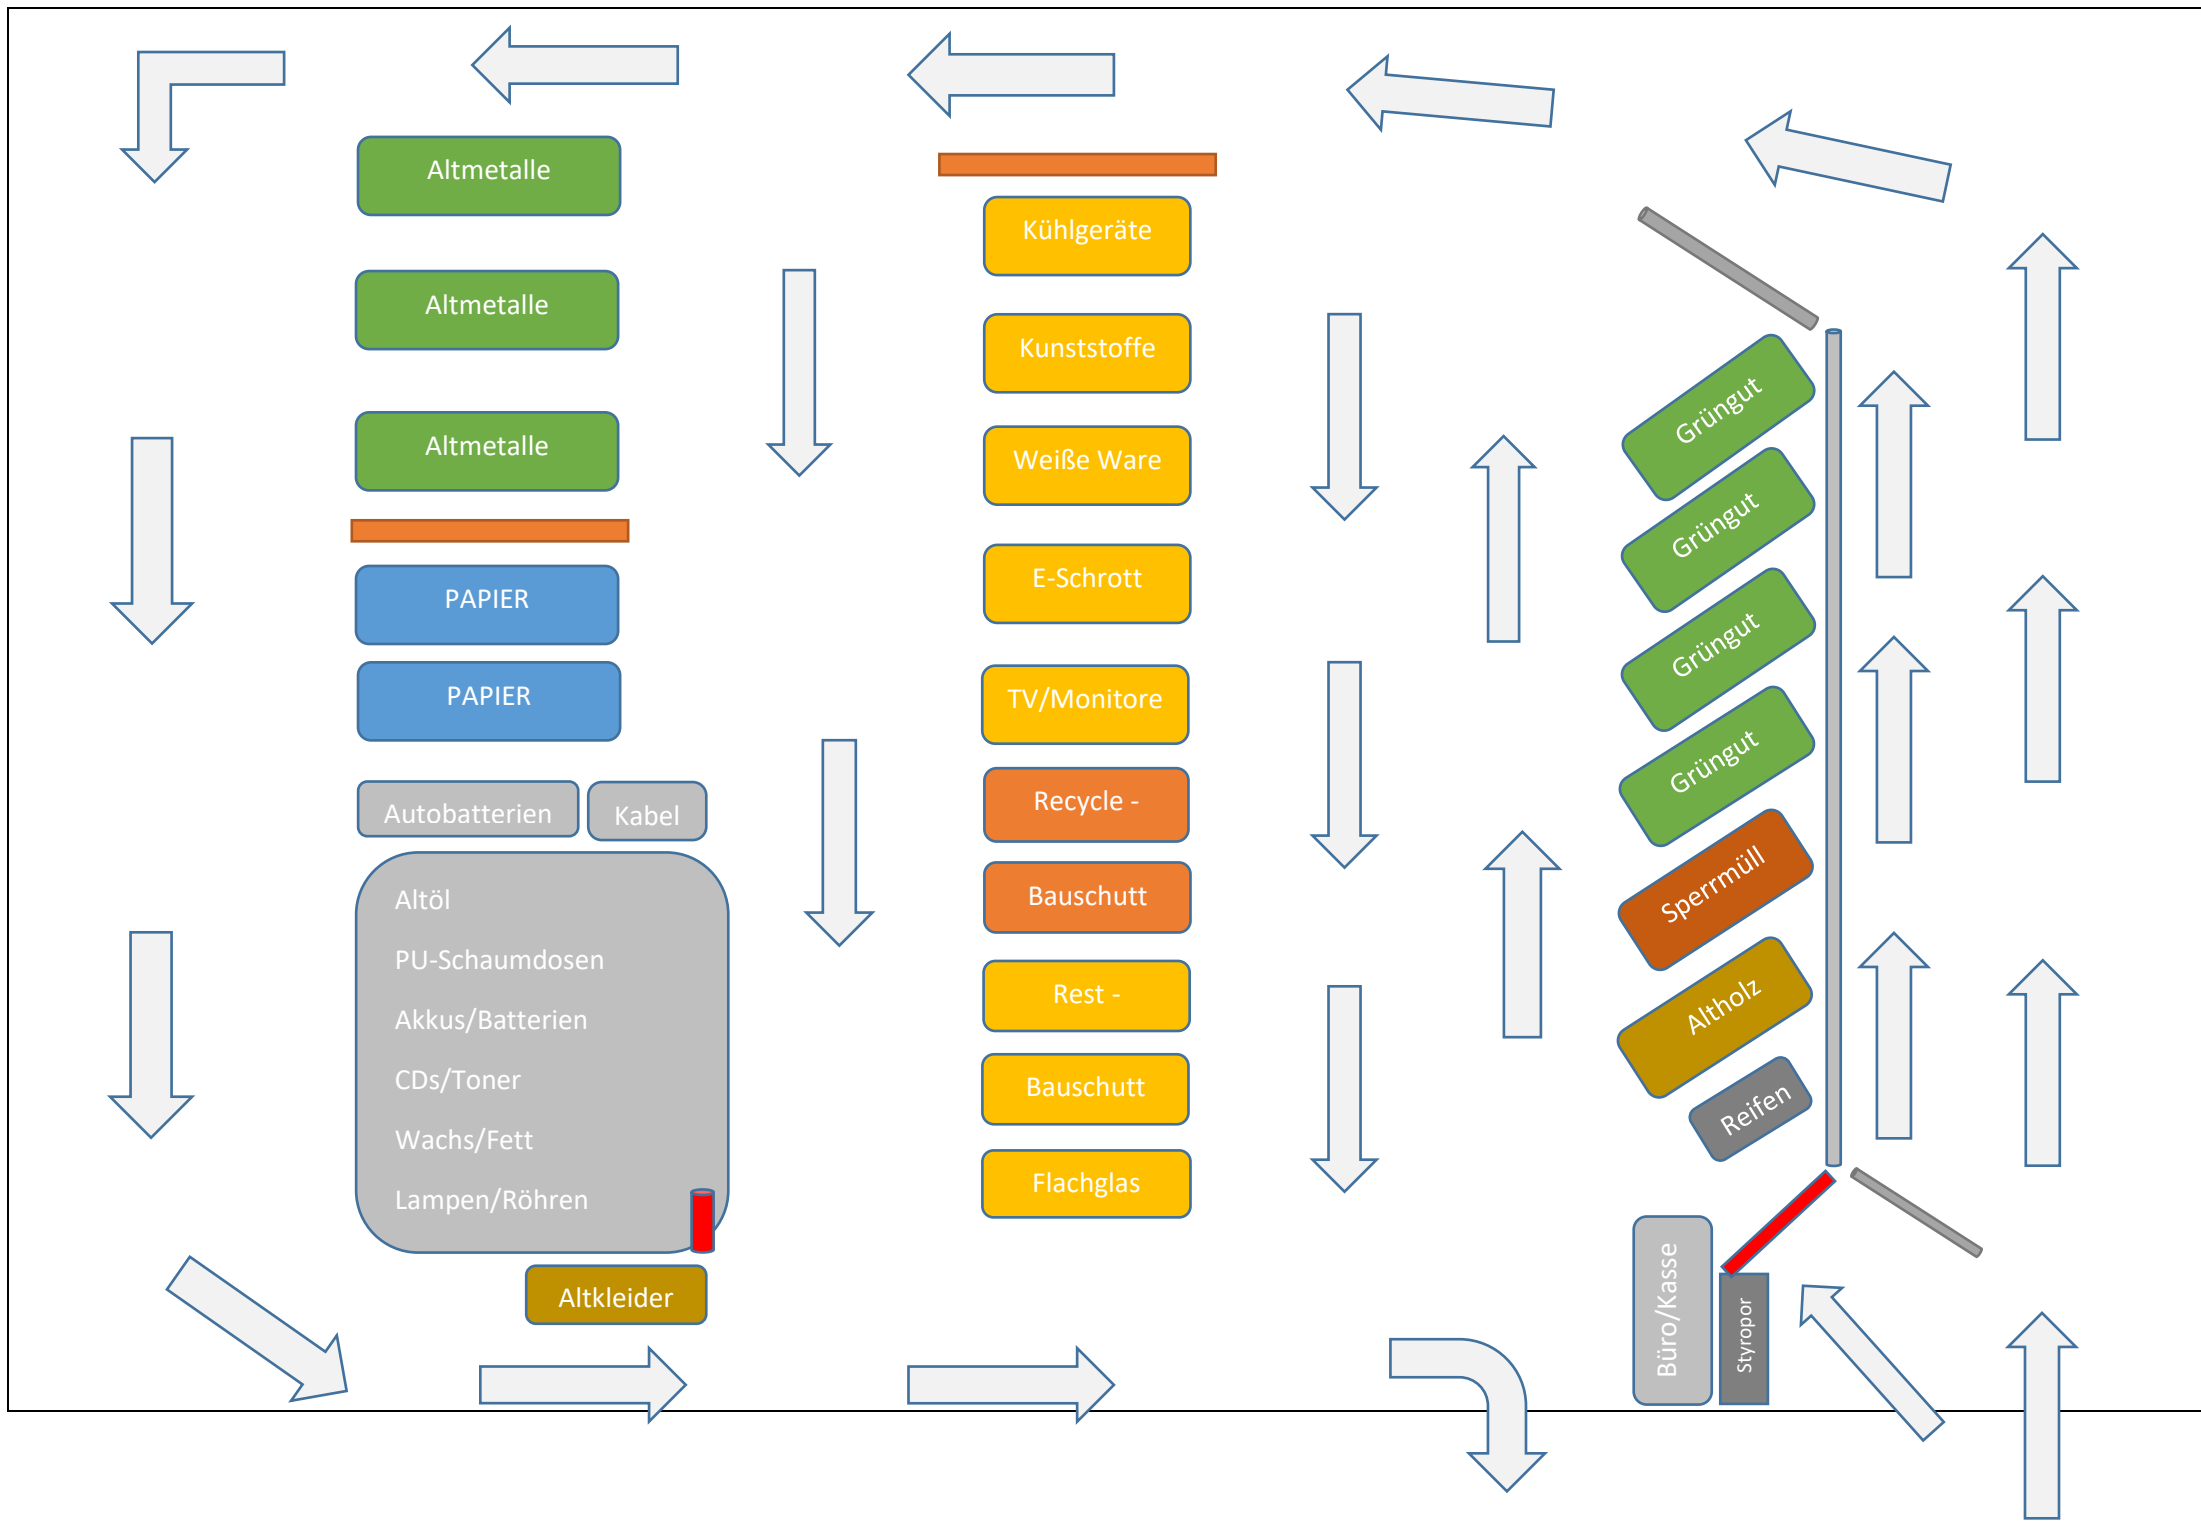 Altmetalle
Altmetalle
Altmetalle
PAPIER
PAPIER
Autobatterien
Kabel
Altöl
PU-Schaumdosen
Akkus/Batterien
CDs/Toner
Wachs/Fett
Lampen/Röhren
Altkleider
Kühlgeräte
Kunststoffe
Weiße Ware
E-Schrott
TV/Monitore
Recycle -
Bauschutt
Rest -
Bauschutt
Flachglas
Grüngut
Grüngut
Grüngut
Grüngut
Sperrmüll
Altholz
Reifen
Büro/Kasse
Styropor